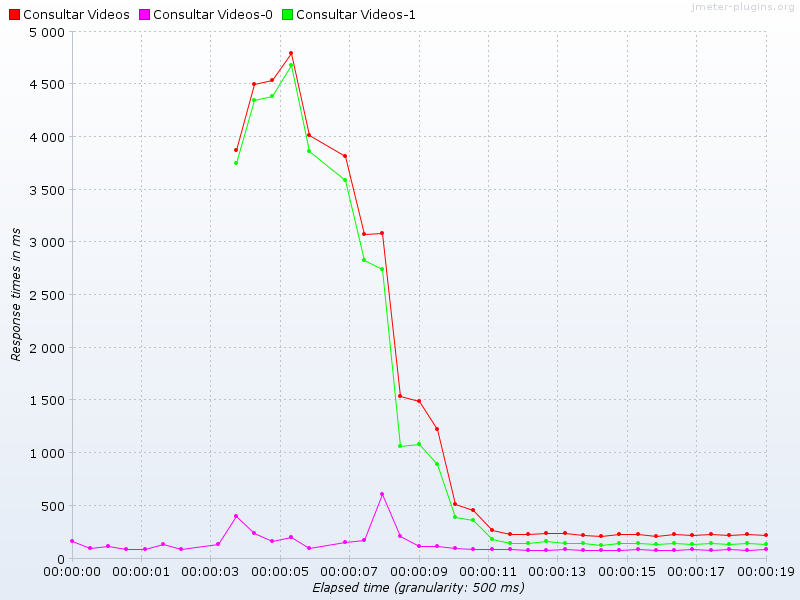 jmeter-plugins.org
Consultar Videos Consultar Videos-0 Consultar Videos-1
5 000
4 500
4 000
3 500
3 000
2 500
2 000
1 500
1 000
500
0
Response times in ms
00:00:00 00:00:01 00:00:03 00:00:05 00:00:07 00:00:09 00:00:11 00:00:13 00:00:15 00:00:17 00:00:19
Elapsed time (granularity: 500 ms)